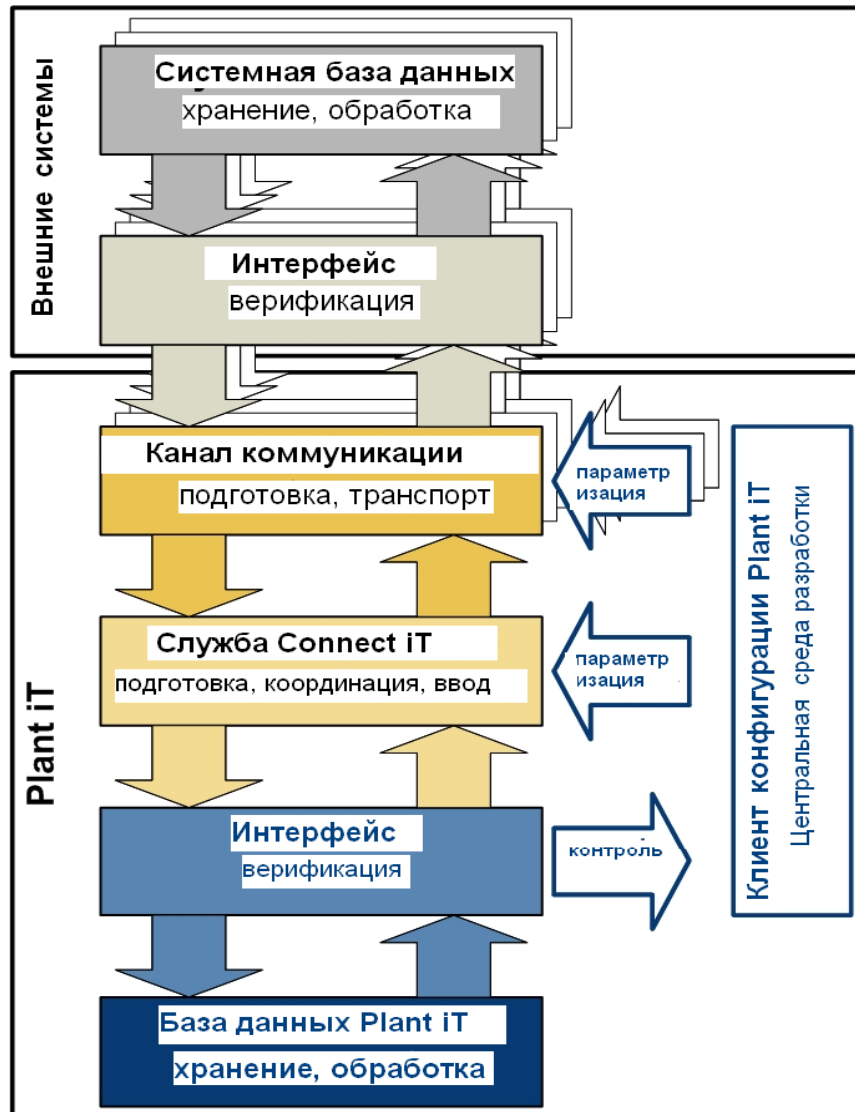 Внешние системы
Системная база данных
хранение, обработка
Интерфейс
верификация
Plant iT
Канал коммуникации
подготовка, транспорт
параметр
изация
Служба Connect iT
подготовка, координация, ввод
параметр
изация
Интерфейс
верификация
контроль
База данных Plant iT
хранение, обработка
Клиент конфигурации Plant iT
Центральная среда разработки